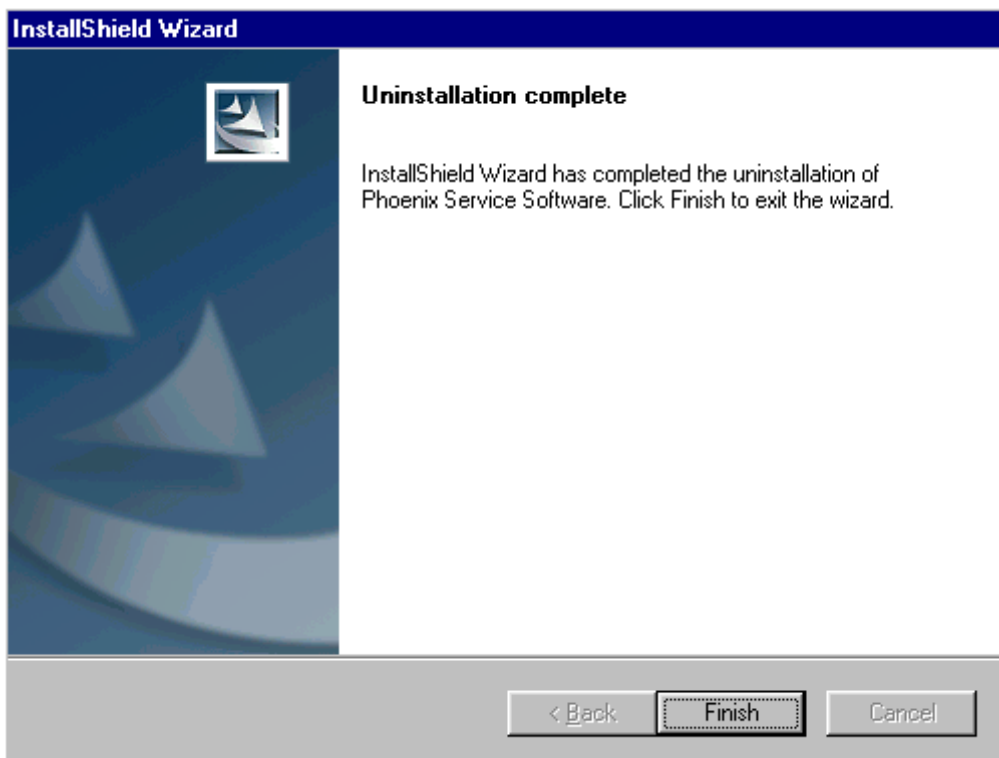 InstallShield Wizard
Uninstallation complete
InstallShield Wizard has completed the uninstallation of
Phoenix Service Software. Click Finish to exit the wizard.
< Back
Finish
Cancel